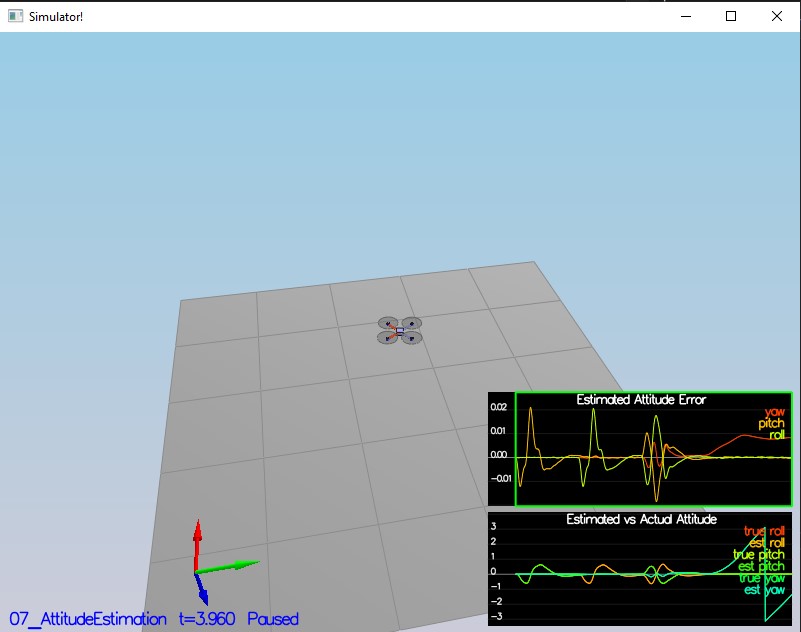 Simulator!
Estimated Attitude Error
0.02
0.01
0.00
-0.01
yaw
pitch
roll
Estimated vs Actual Attitude
3
2
1
0
-1
-2
-3
true roll
est roll
true pitch
est pitch
true yaw
est yaw
07_AttitudeEstimation t=3.960 Paused